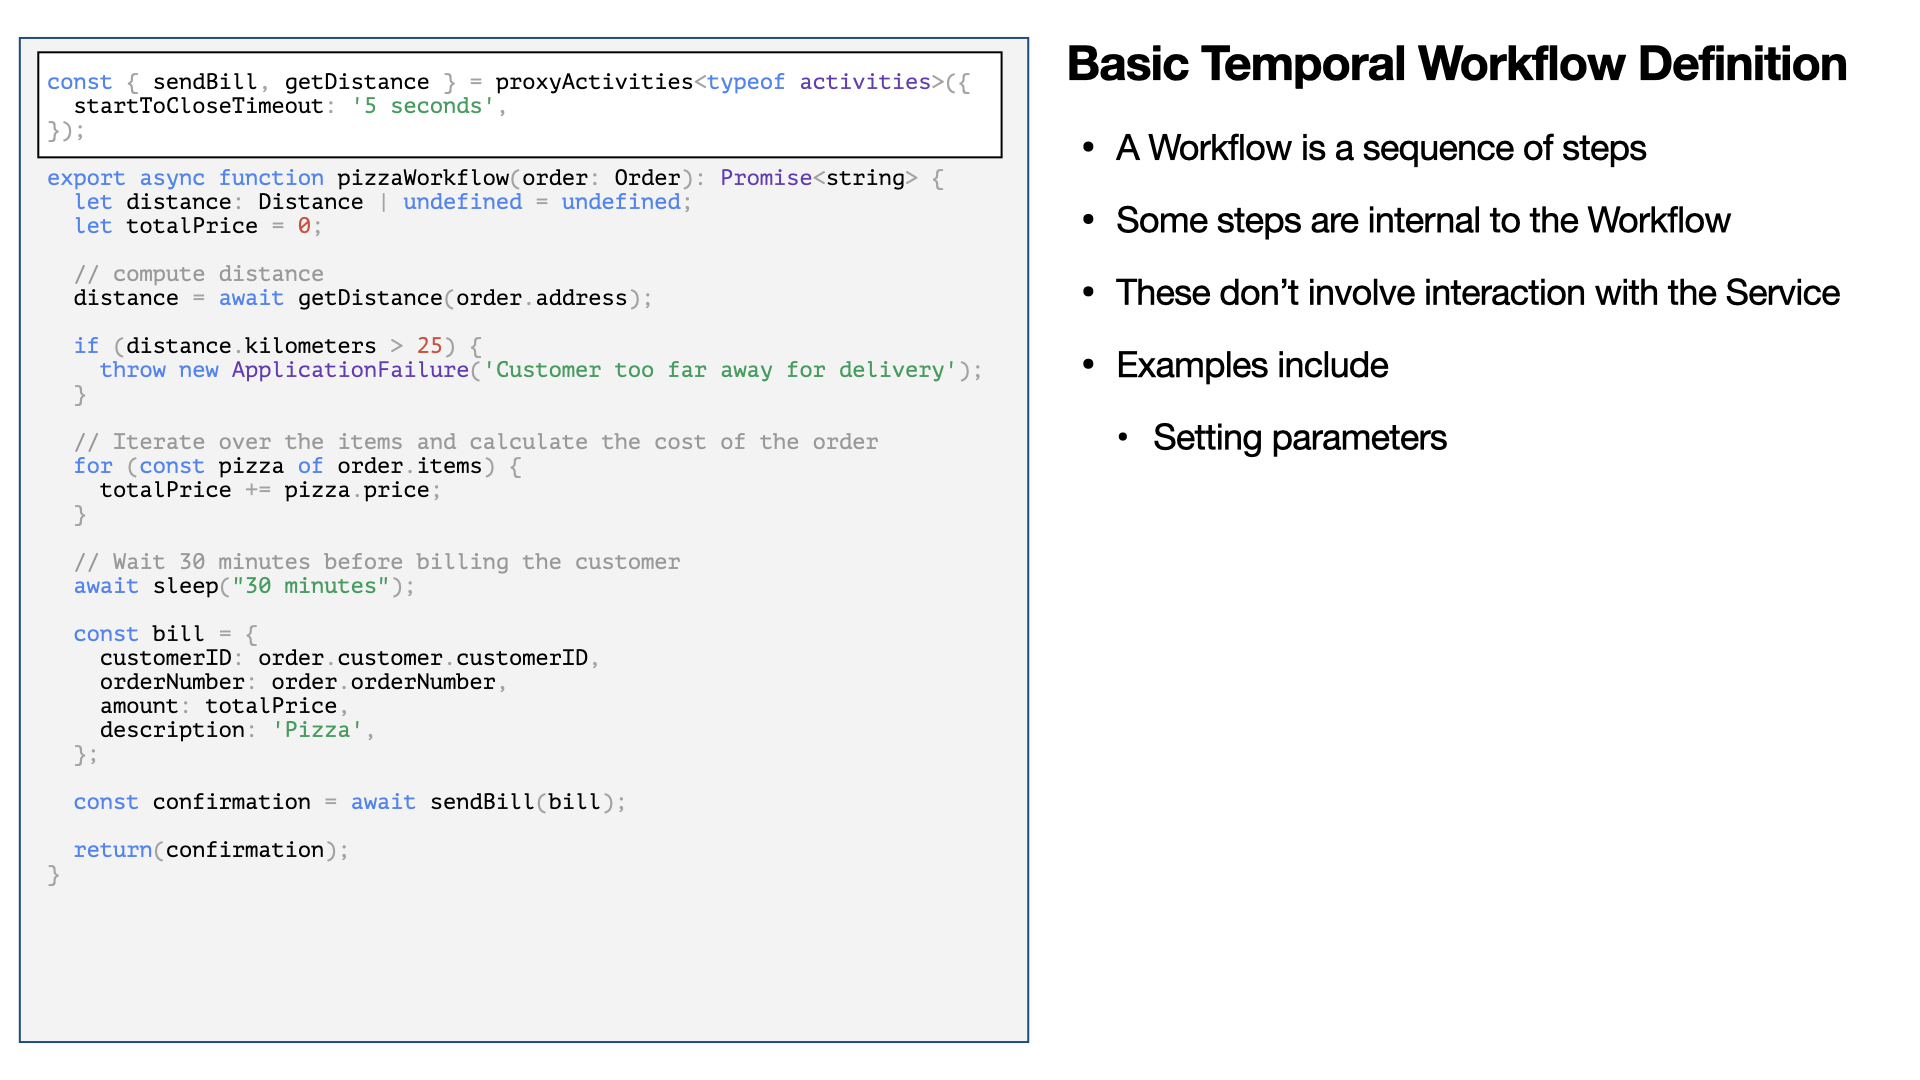 const { sendBill, getDistance } = proxyActivities<typeof activities>({
  startToCloseTimeout: '5 seconds',
});
export async function pizzaWorkflow(order: Order): Promise<string> {
  let distance: Distance | undefined = undefined;
  let totalPrice = 0;
  // compute distance
  distance = await getDistance(order.address);
  if (distance.kilometers > 25) {
    throw new ApplicationFailure('Customer too far away for delivery');
  }
  // Iterate over the items and calculate the cost of the order
  for (const pizza of order.items) {
    totalPrice += pizza.price;
  }
  // Wait 30 minutes before billing the customer
  await sleep("30 minutes");
  const bill = {
    customerID: order.customer.customerID,
    orderNumber: order.orderNumber,
    amount: totalPrice,
    description: 'Pizza',
  };
  const confirmation = await sendBill(bill);
  return(confirmation);
}
Basic Temporal Workflow Definition
• A Workflow is a sequence of steps
• Some steps are internal to the Workflow
• These don’t involve interaction with the Service
• Examples include
• Setting parameters